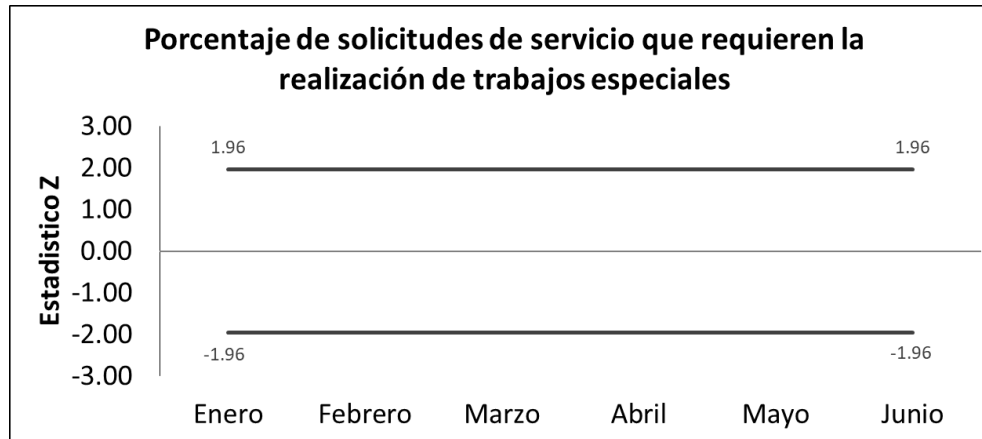 Porcentaje de solicitudes de servicio que requieren la
realización de trabajos especiales
Estadistico Z
3.00
2.00
1.00
0.00
-1.00
-2.00
-3.00
1.96
1.96
-1.96
-1.96
Enero Febrero Marzo Abril Mayo Junio